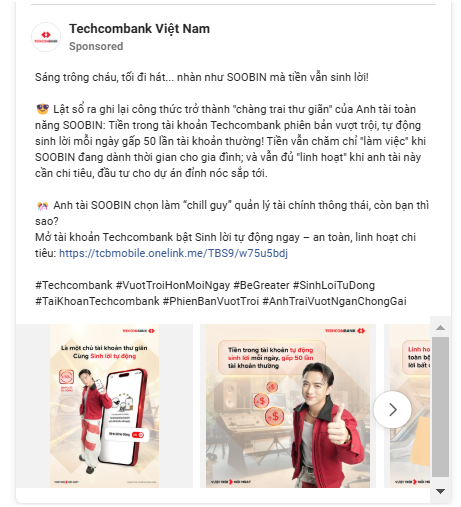 Techcombank Việt Nam
Sponsored
Sáng trông cháu, tối đi hát... nhàn như SOOBIN mà tiền vẫn sinh lời!
😎 Lật sổ ra ghi lại công thức trở thành "chàng trai thư giãn" của Anh tài toàn
năng SOOBIN: Tiền trong tài khoản Techcombank phiên bản vượt trội, tự động
sinh lời mỗi ngày gấp 50 lần tài khoản thường! Tiền vẫn chăm chỉ "làm việc" khi
SOOBIN đang dành thời gian cho gia đình; và vẫn đủ "linh hoạt" khi anh tài này
cần chi tiêu, đầu tư cho dự án đỉnh nóc sắp tới.
Anh tài SOOBIN chọn làm “chill guy” quản lý tài chính thông thái, còn bạn thì
sao?
Mở tài khoản Techcombank bật Sinh lời tự động ngay – an toàn, linh hoạt chi
tiêu: https://tcbmobile.onelink.me/TBS9/w75u5bdj
#Techcombank #VuotTroiHonMoiNgay #BeGreater #SinhLoiTuDong
#TaiKhoanTechcombank #PhienBanVuotTroi #AnhTraiVuotNganChongGai
TECHCOMBANK
Là một chủ tài khoản thư giãn
Cùng Sinh lời tự động
TECHCOMBANK
Tiền trong tài khoản tự động
sinh lời mỗi ngày, gấp 50 lần
tài khoản thường
Linh ho
toàn bộ
lời bất c